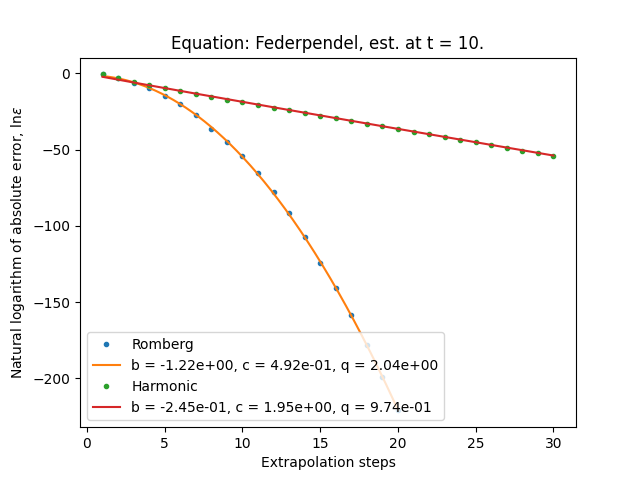 Equation: Federpendel, est. at t = 10.
Natural logarithm of absolute error, lnε
0
−50
−100
−150
−200
Romberg
b = -1.22e+00, c = 4.92e-01, q = 2.04e+00
Harmonic
b = -2.45e-01, c = 1.95e+00, q = 9.74e-01
0 5 10 15 20 25 30
Extrapolation steps